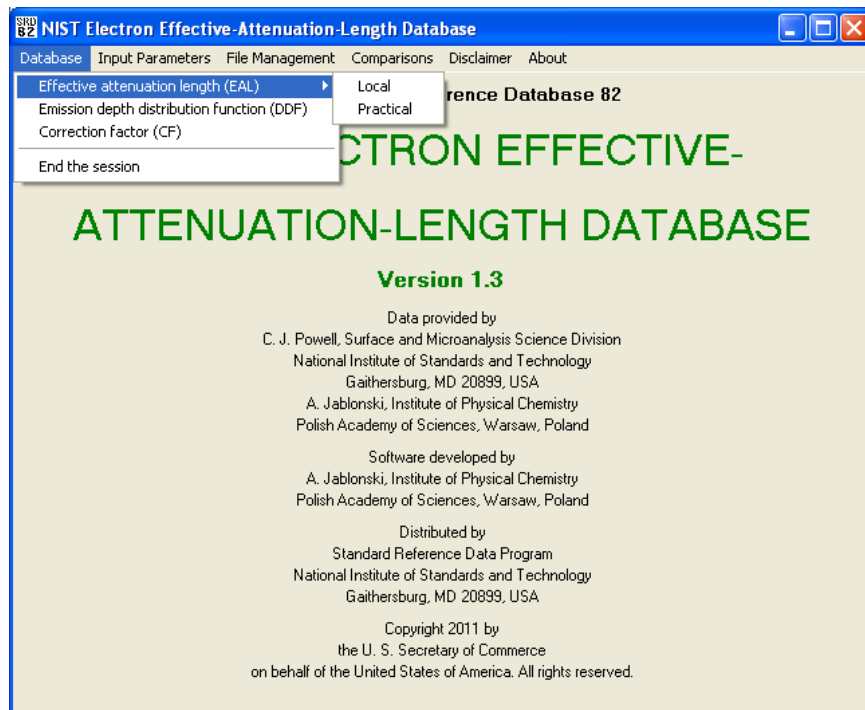 SRD 82 NIST Electron Effective-Attenuation-Length Database
Database Input Parameters File Management Comparisons Disclaimer About
Effective attenuation length (EAL)
Local
Emission depth distribution function (DDF)
Practical
Correction factor (CF)
End the session
rence Database 82
CTRON EFFECTIVE-
ATTENUATION-LENGTH DATABASE
Version 1.3
Data provided by
C. J. Powell, Surface and Microanalysis Science Division
National Institute of Standards and Technology
Gaithersburg, MD 20899, USA
A. Jablonski, Institute of Physical Chemistry
Polish Academy of Sciences, Warsaw, Poland
Software developed by
A. Jablonski, Institute of Physical Chemistry
Polish Academy of Sciences, Warsaw, Poland
Distributed by
Standard Reference Data Program
National Institute of Standards and Technology
Gaithersburg, MD 20899, USA
Copyright 2011 by
the U. S. Secretary of Commerce
on behalf of the United States of America. All rights reserved.